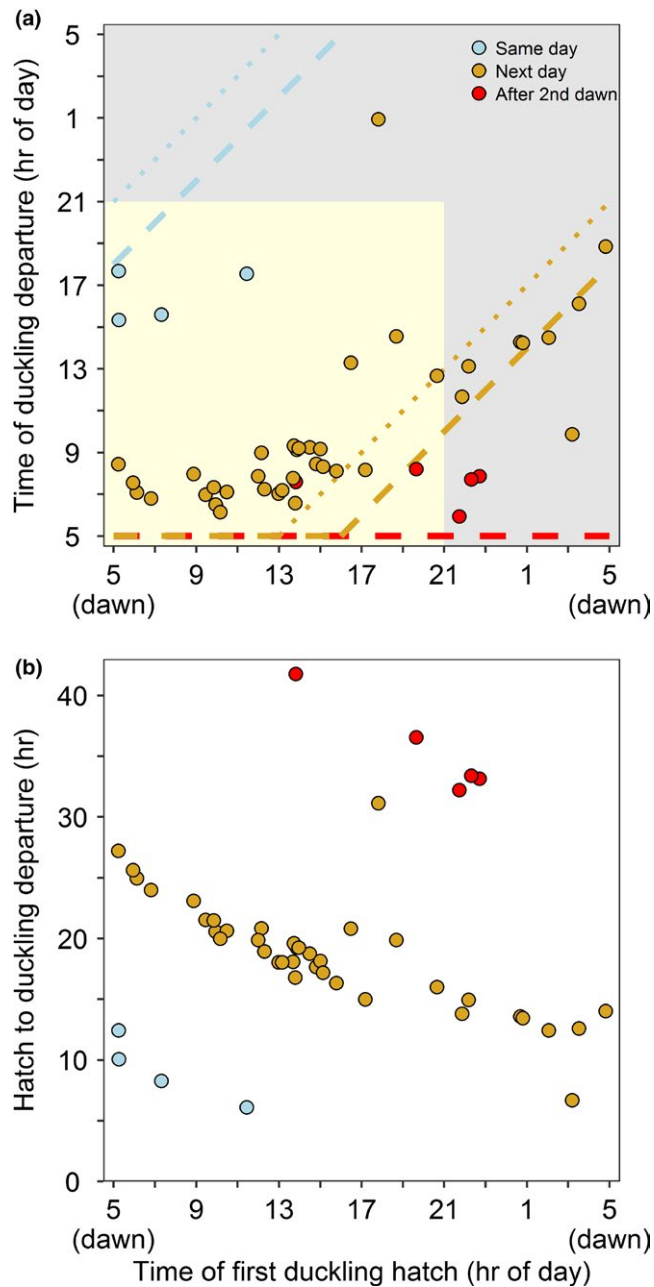 (a)
Time of duckling departure (hr of day)
5
1
21
17
13
9
5
Same day
Next day
After 2nd dawn
5 9 13 17 21 1 5
(dawn) (dawn)
(b)
Hatch to duckling departure (hr)
40
30
20
10
0
5 9 13 17 21 1 5
(dawn) (dawn)
Time of first duckling hatch (hr of day)